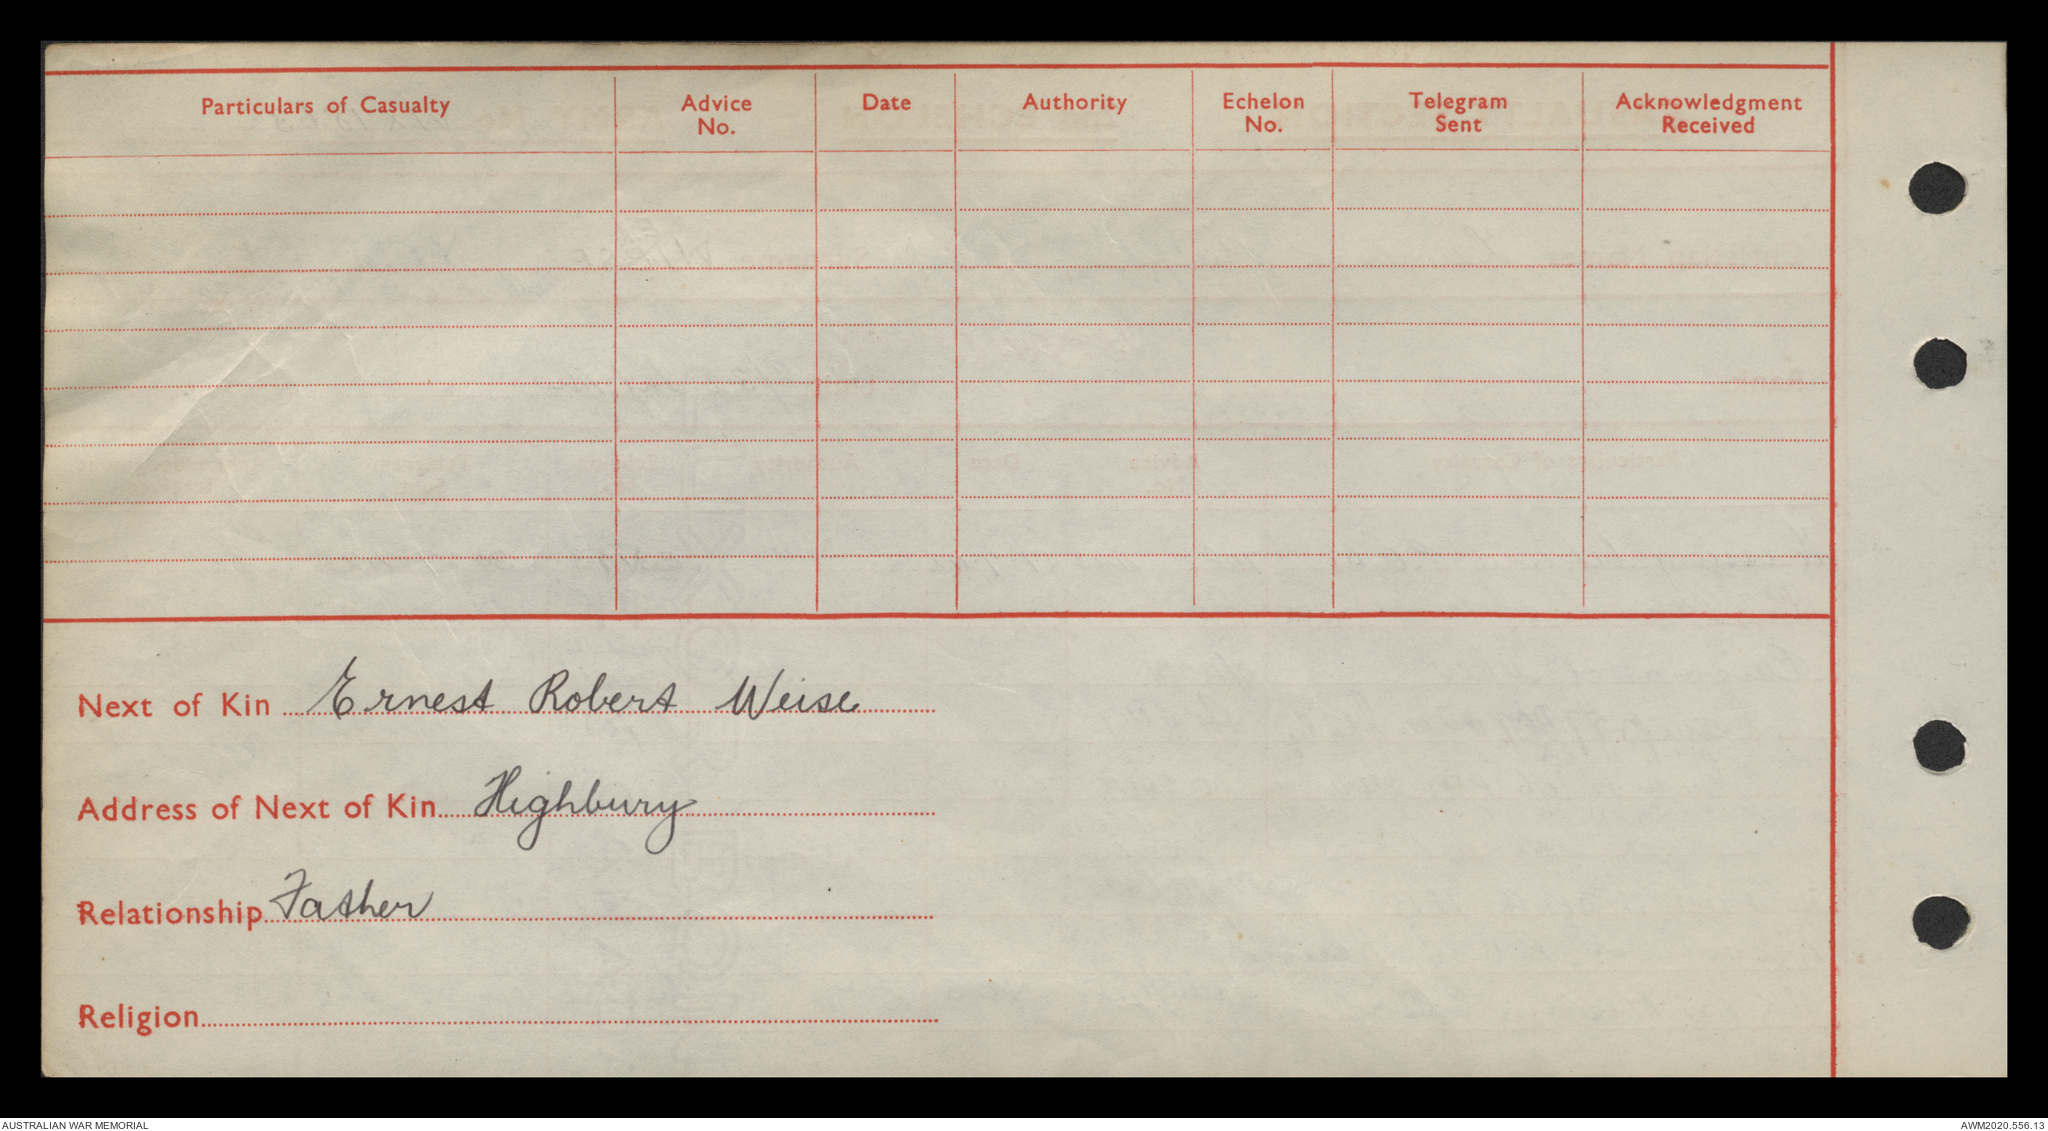 Particulars of Casualty Advice No. Date Authority Echelon No. Telegram Sent Acknowledgment Received
Next of Kin Ernest Robert Weise
Address of Next of Kin Highbury
Relationship Father
Religion
AUSTRALIAN WAR MEMORIAL AWM2020.556.13